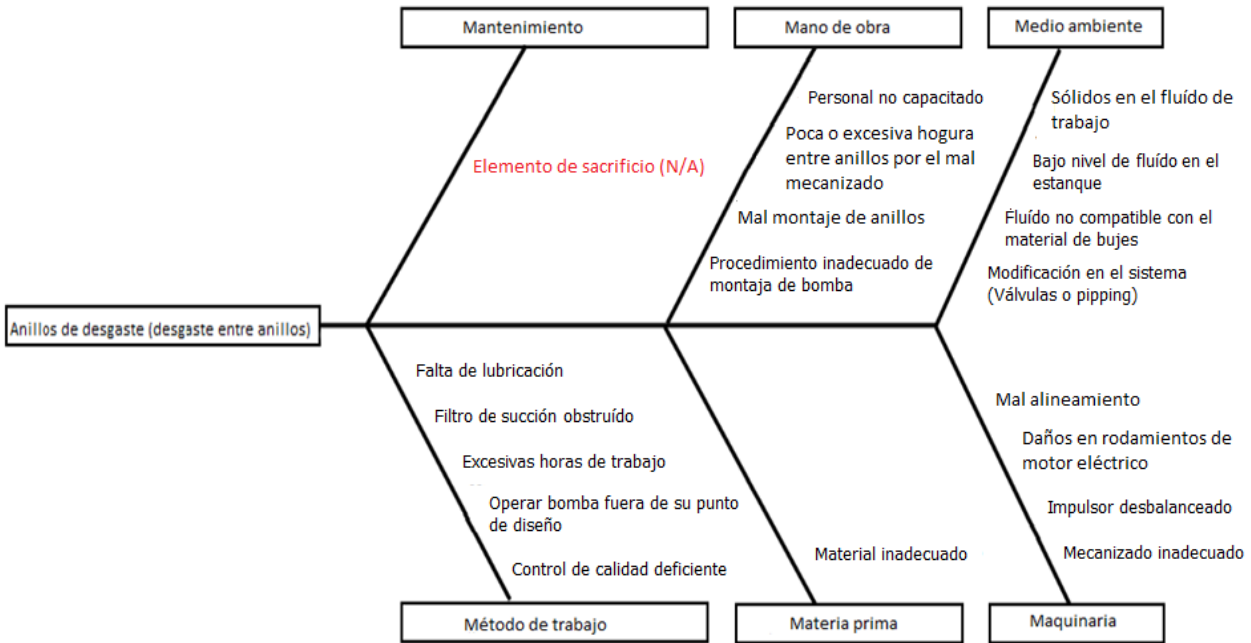 Mantenimiento
Mano de obra
Medio ambiente
Elemento de sacrificio (N/A)
Personal no capacitado
Poca o excesiva hogura
entre anillos por el mal
mecanizado
Mal montaje de anillos
Procedimiento inadecuado de
montaja de bomba
Sólidos en el fluído de
trabajo
Bajo nivel de fluído en el
estanque
Fluído no compatible con el
material de bujes
Modificación en el sistema
(Válvulas o pipping)
Anillos de desgaste (desgaste entre anillos)
Falta de lubricación
Filtro de succión obstruído
Excesivas horas de trabajo
Operar bomba fuera de su punto
de diseño
Control de calidad deficiente
Material inadecuado
Mal alineamiento
Daños en rodamientos de
motor eléctrico
Impulsor desbalanceado
Mecanizado inadecuado
Método de trabajo
Materia prima
Maquinaria